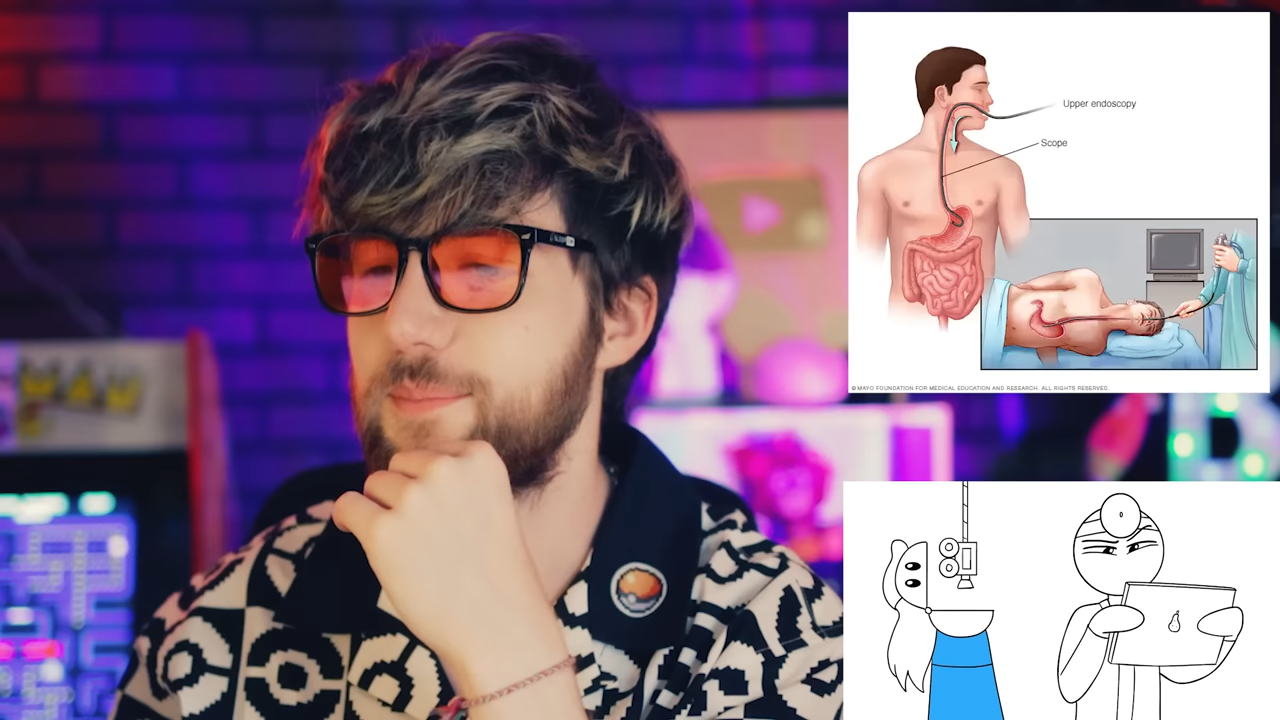 Upper endoscopy
Scope
© MAYO FOUNDATION FOR MEDICAL EDUCATION AND RESEARCH. ALL RIGHTS RESERVED.